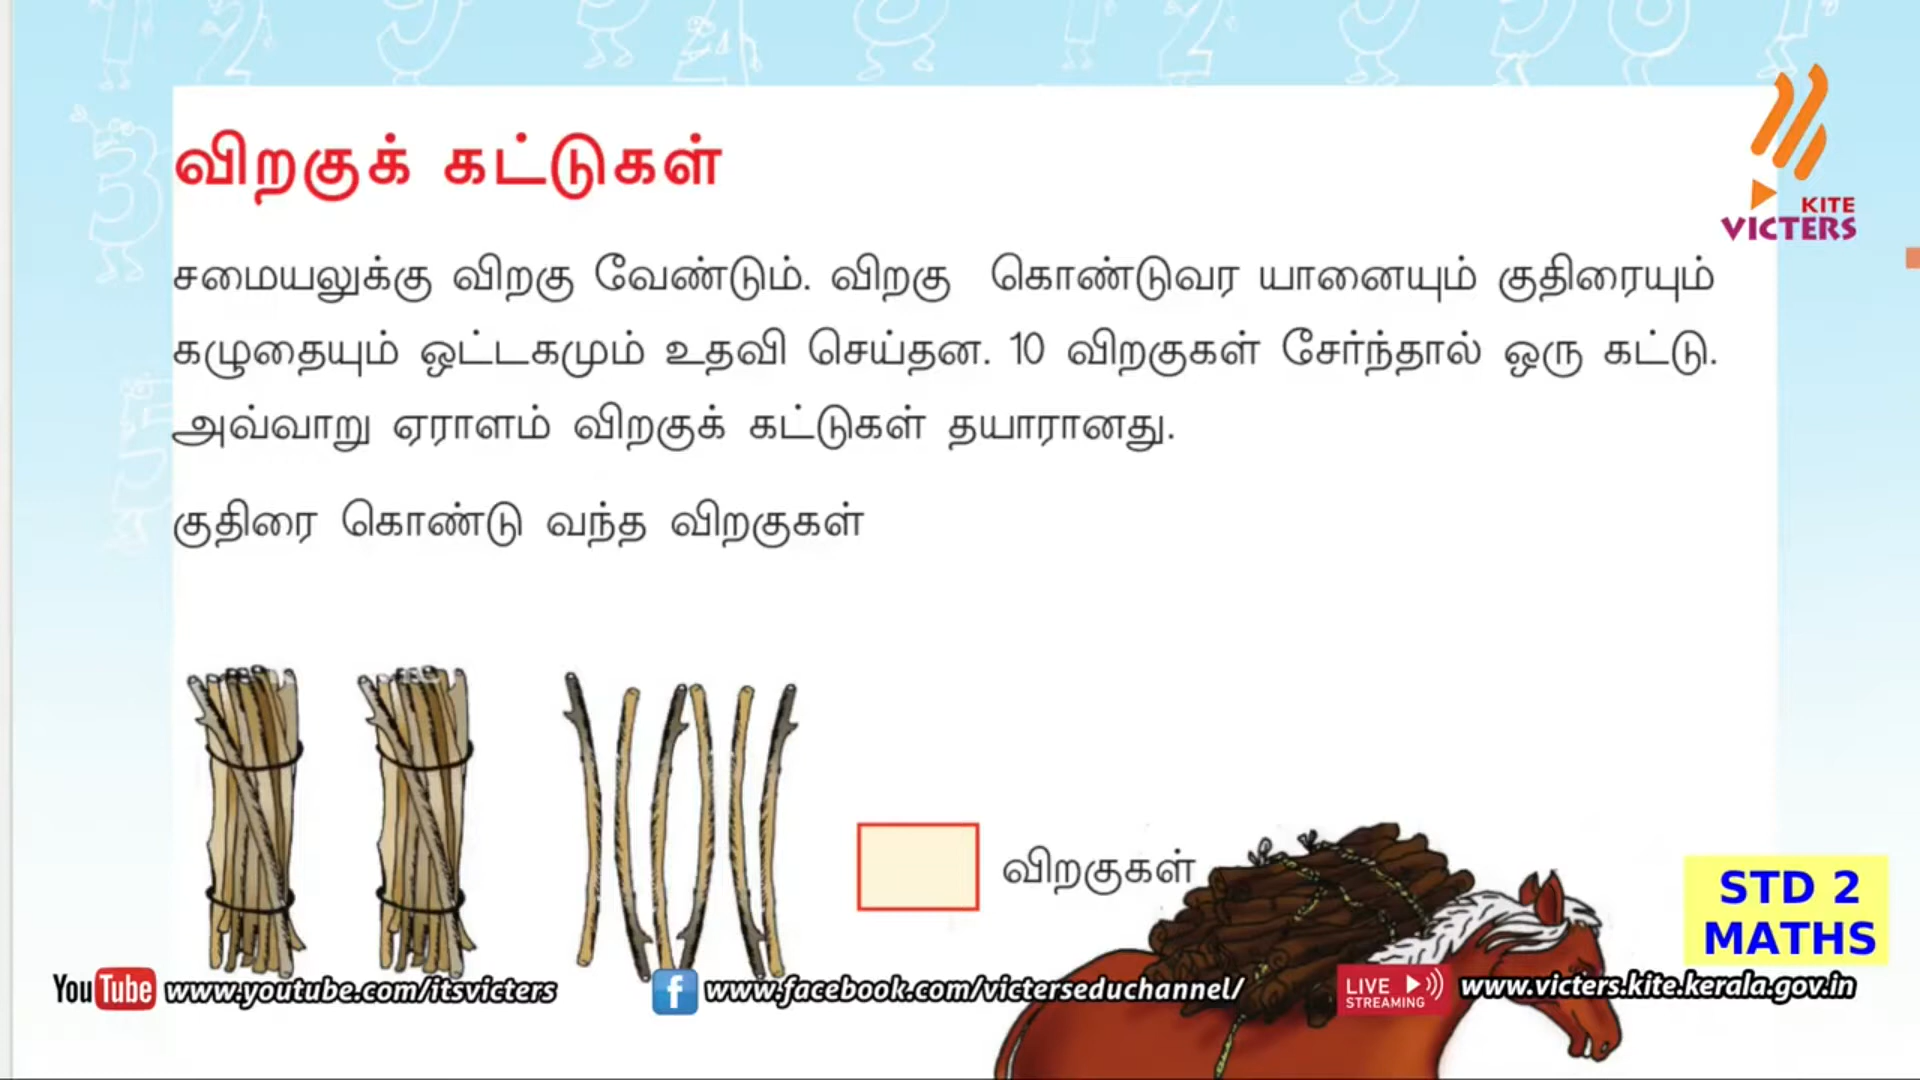 விறகுக் கட்டுகள்
KITE
VICTERS
சமையலுக்கு விறகு வேண்டும். விறகு கொண்டுவர யானையும் குதிரையும்
கழுதையும் ஒட்டகமும் உதவி செய்தன. 10 விறகுகள் சேர்ந்தால் ஒரு கட்டு.
அவ்வாறு ஏராளம் விறகுக் கட்டுகள் தயாரானது.
குதிரை கொண்டு வந்த விறகுகள்
விறகுகள்
STD 2
MATHS
YouTube www.youtube.com/itsvicters
f www.facebook.com/victerseduchannel/
LIVE
STREAMING
www.victers.kite.kerala.gov.in